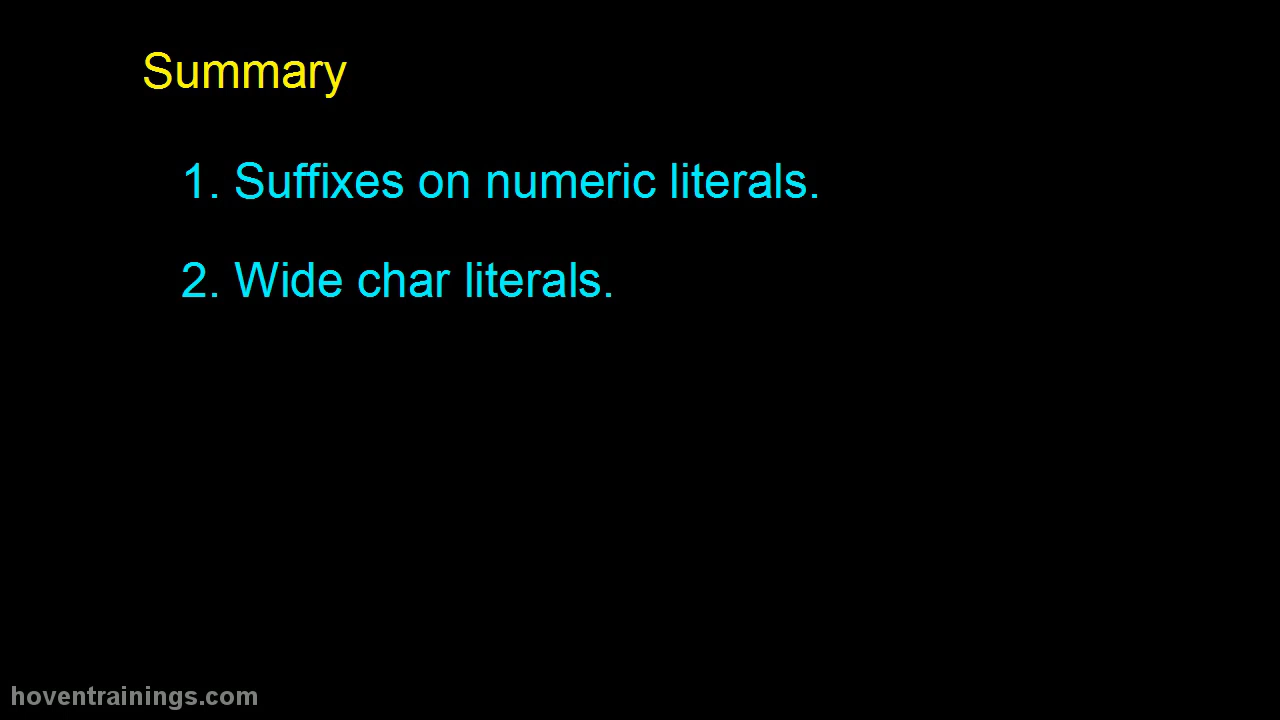 Summary
1. Suffixes on numeric literals.
2. Wide char literals.
hoventrainings.com